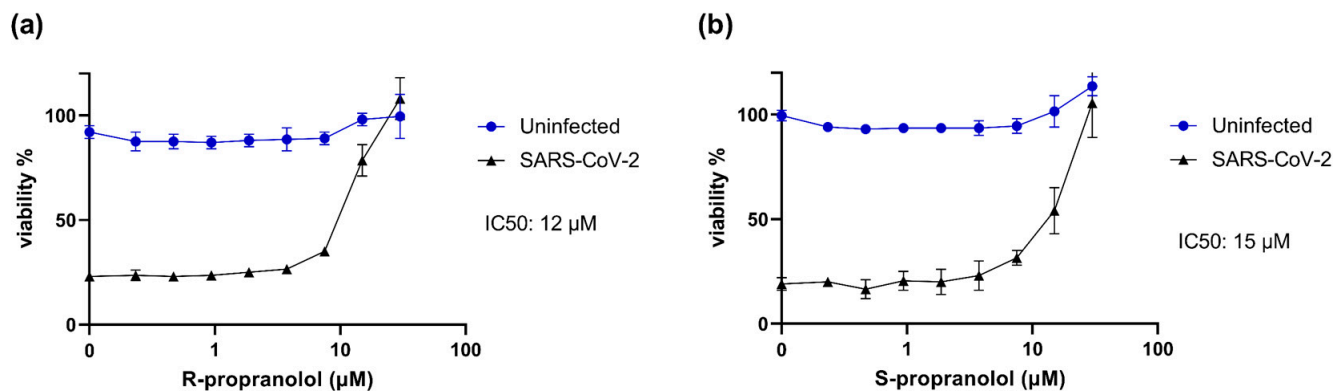 (a)
viability %
100
50
0
0
1
10
100
R-propranolol (µM)
Uninfected
SARS-CoV-2
IC50: 12 µM
(b)
viability %
100
50
0
0
1
10
100
S-propranolol (µM)
Uninfected
SARS-CoV-2
IC50: 15 µM